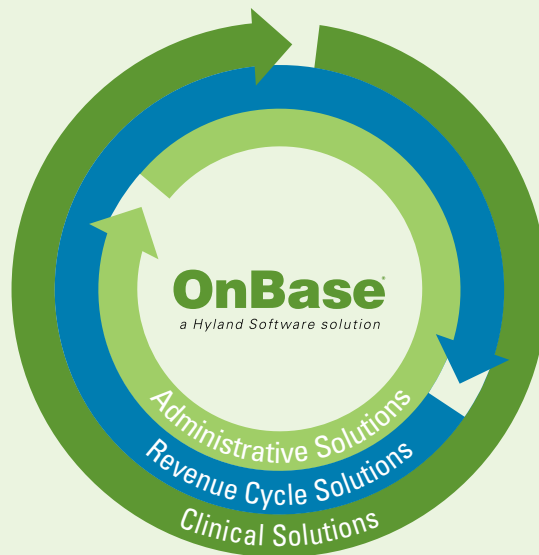 OnBase®
a Hyland Software solution
Administrative Solutions
Revenue Cycle Solutions
Clinical Solutions